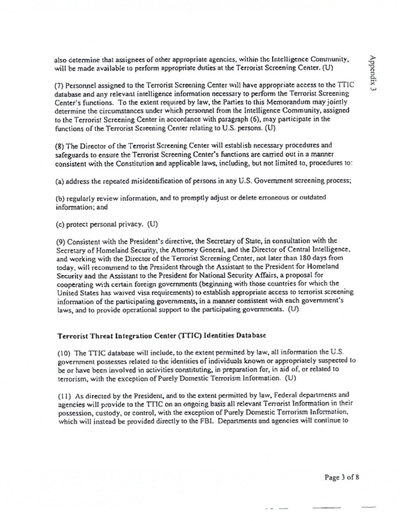 also determine that assignees of other appropriate agencies, within the Intelligence Community,
will be made available to perform appropriate duties at the Terrorist Screening Center. (U)
(7) Personnel assigned to the Terrorist Screening Center will have appropriate access to the TTIC
database and any relevant intelligence information necessary to perform the Terrorist Screening
Center's functions. To the extent required by law, the Parties to this Memorandum may jointly
determine the circumstances under which personnel from the Intelligence Community, assigned
to the Terrorist Screening Center in accordance with paragraph (6), may participate in the
functions of the Terrorist Screening Center relating to U.S. persons. (U)
(8) The Director of the Terrorist Screening Center will establish necessary procedures and
safeguards to ensure the Terrorist Screening Center's functions are carried out in a manner
consistent with the Constitution and applicable laws, including, but not limited to, procedures to:
(a) address the repeated misidentification of persons in any U.S. Government screening process;
(b) regularly review information, and to promptly adjust or delete erroneous or outdated
information; and
(c) protect personal privacy. (U)
(9) Consistent with the President's directive, the Secretary of State, in consultation with the
Secretary of Homeland Security, the Attorney General, and the Director of Central Intelligence,
and working with the Director of the Terrorist Screening Center, not later than 180 days from
today, will recommend to the President through the Assistant to the President for Homeland
Security and the Assistant to the President for National Security Affairs, a proposal for
cooperating with certain foreign governments (beginning with those countries for which the
United States has waived visa requirements) to establish appropriate access to terrorist screening
information of the participating governments, in a manner consistent with each government's
laws, and to provide operational support to the participating governments. (U)
Terrorist Threat Integration Center (TTIC) Identities Database
(10) The TTIC database will include, to the extent permitted by law, all information the U.S.
government possesses related to the identities of individuals known or appropriately suspected to
be or have been involved in activities constituting, in preparation for, in aid of, or related to
terrorism, with the exception of Purely Domestic Terrorism Information. (U)
(11) As directed by the President, and to the extent permitted by law, Federal departments and
agencies will provide to the TTIC on an ongoing basis all relevant Terrorist Information in their
possession, custody, or control, with the exception of Purely Domestic Terrorism Information,
which will instead be provided directly to the FBI. Departments and agencies will continue to
Page 3 of 8
Appendix 3